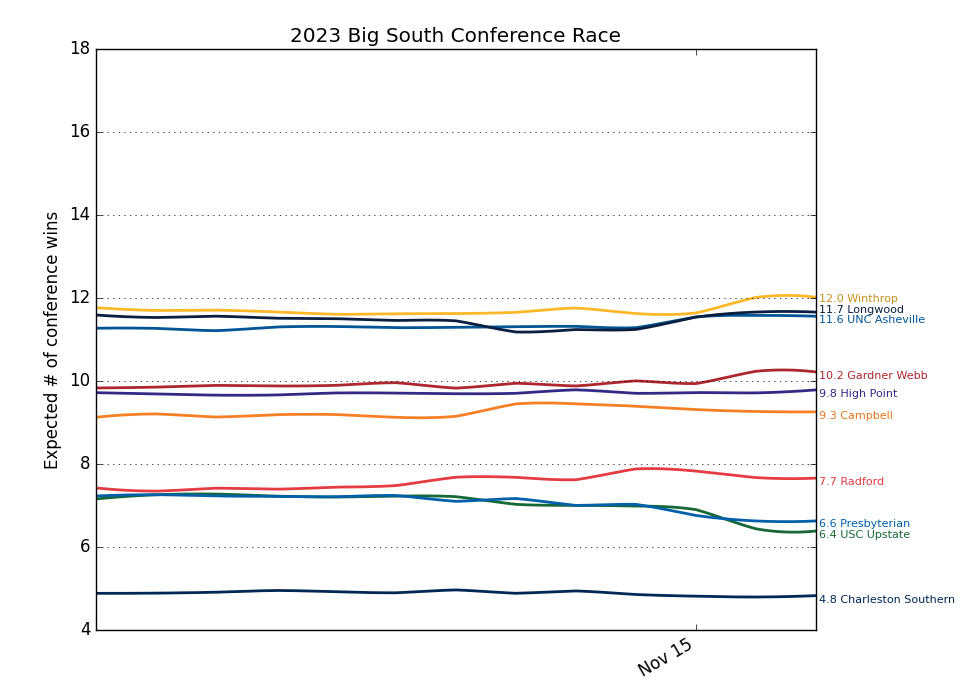 2023 Big South Conference Race
Expected # of conference wins
18
16
14
12
10
8
6
4
Nov 15
12.0 Winthrop
11.7 Longwood
11.6 UNC Asheville
10.2 Gardner Webb
9.8 High Point
9.3 Campbell
7.7 Radford
6.6 Presbyterian
6.4 USC Upstate
4.8 Charleston Southern